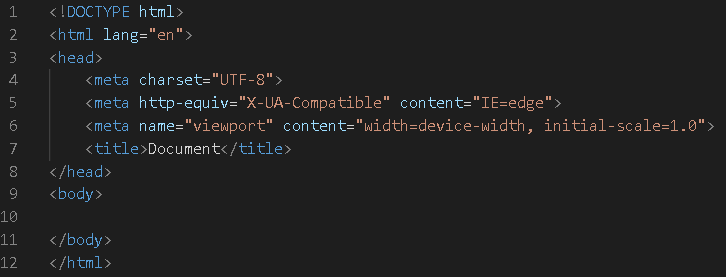 1 <!DOCTYPE html>
2 <html lang="en">
3 <head>
4     <meta charset="UTF-8">
5     <meta http-equiv="X-UA-Compatible" content="IE=edge">
6     <meta name="viewport" content="width=device-width, initial-scale=1.0">
7     <title>Document</title>
8 </head>
9 <body>
10
11 </body>
12 </html>